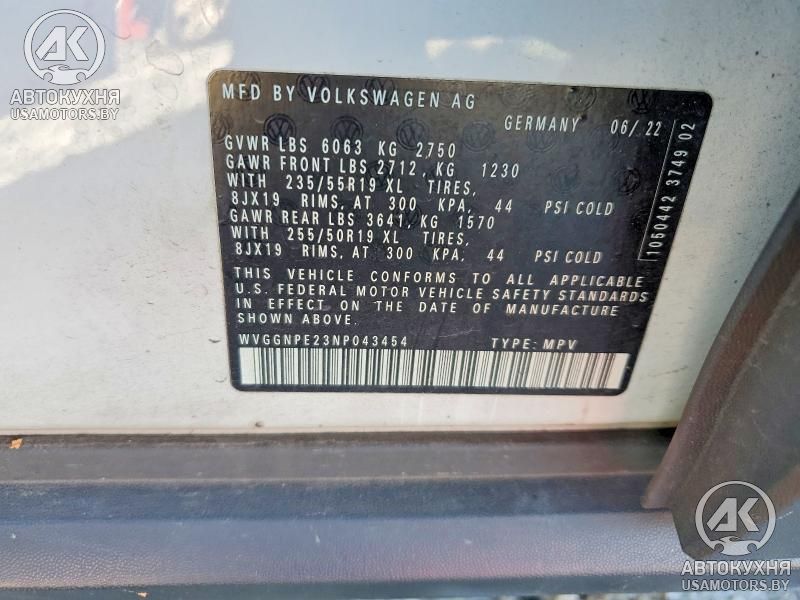 AK
АВТОКУХНЯ
USAMOTORS.BY
MFD BY VOLKSWAGEN AG
GERMANY 06/ 22
GVWR LBS 6063 KG 2750
GAWR FRONT LBS 2712, KG 1230
WITH 235/55R19 XL TIRES,
8JX19 RIMS, AT 300 KPA, 44 PSI COLD
GAWR REAR LBS 3641, KG 1570
WITH 255/50R19 XL TIRES,
8JX19 RIMS, AT 300 KPA, 44 PSI COLD
THIS VEHICLE CONFORMS TO ALL APPLICABLE
U.S. FEDERAL MOTOR VEHICLE SAFETY STANDARDS
IN EFFECT ON THE DATE OF MANUFACTURE
SHOWN ABOVE.
WVGGNPE23NP043454 TYPE: MPV
1050442 3749 02
AK
АВТОКУХНЯ
USAMOTORS.BY